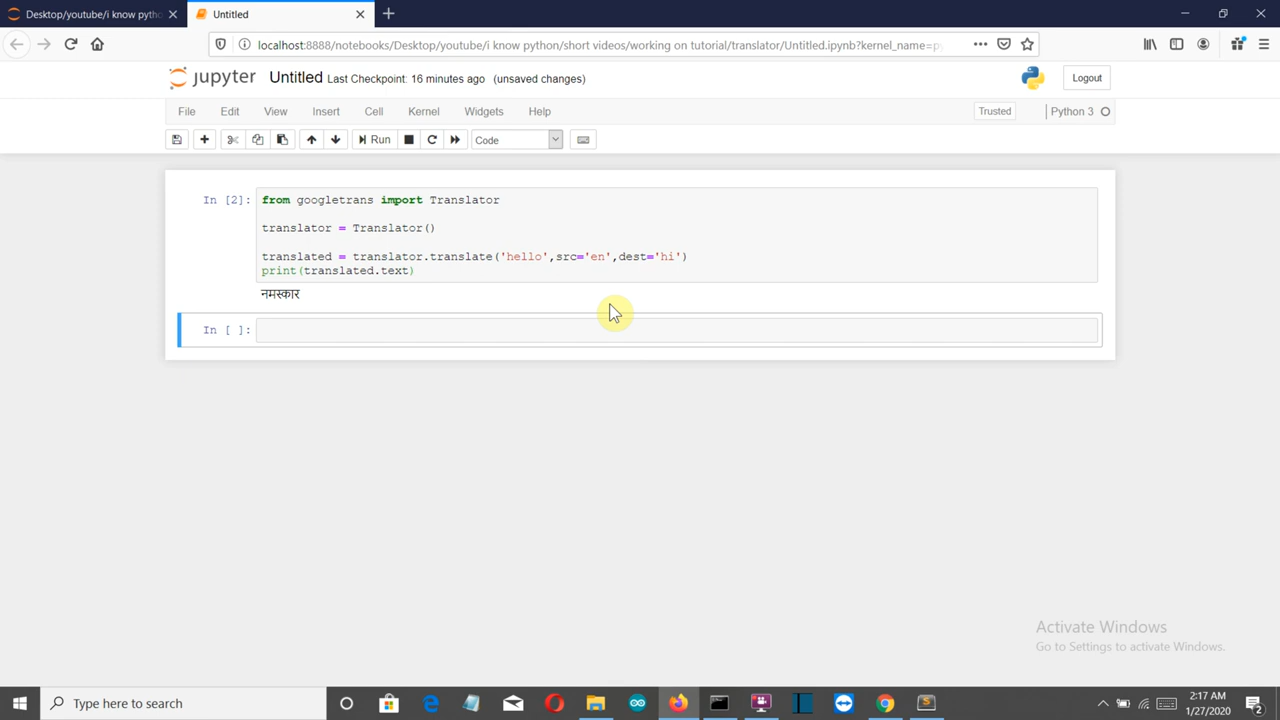 Desktop/youtube/i know pytho
Untitled
localhost:8888/notebooks/Desktop/youtube/i know python/short videos/working on tutorial/translator/Untitled.ipynb?kernel_name=py
jupyter Untitled Last Checkpoint: 16 minutes ago (unsaved changes)
Logout
File Edit View Insert Cell Kernel Widgets Help
Trusted
Python 3
Run
Code
In [2]: from googletrans import Translator
translator = Translator()
translated = translator.translate('hello',src='en',dest='hi')
print(translated.text)
नमस्कार
In [ ]:
Activate Windows
Go to Settings to activate Windows.
Type here to search
2:17 AM
1/27/2020
2